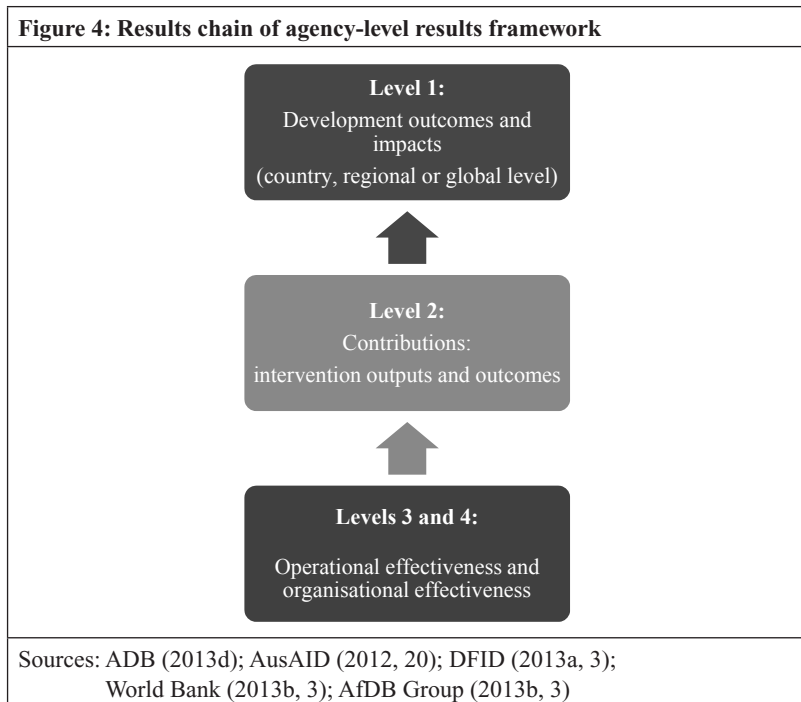 Figure 4: Results chain of agency-level results framework
Level 1:
Development outcomes and
impacts
(country, regional or global level)
Level 2:
Contributions:
intervention outputs and outcomes
Levels 3 and 4:
Operational effectiveness and
organisational effectiveness
Sources: ADB (2013d); AusAID (2012, 20); DFID (2013a, 3);
World Bank (2013b, 3); AfDB Group (2013b, 3)